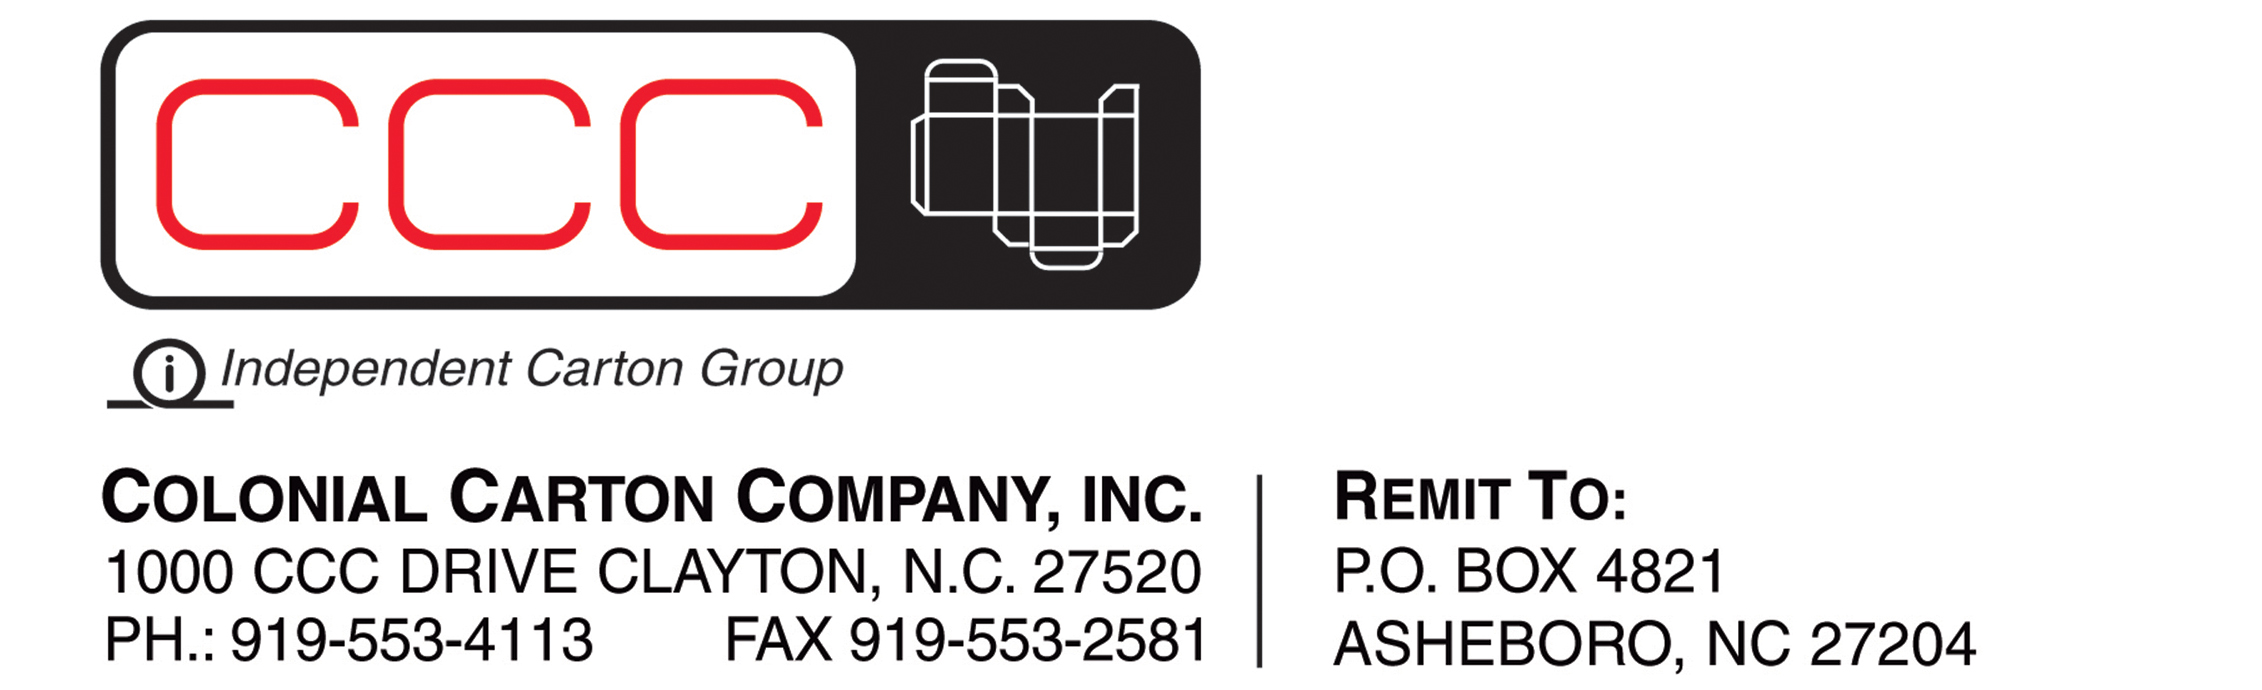 CCC
Independent Carton Group
COLONIAL CARTON COMPANY, INC.
1000 CCC DRIVE CLAYTON, N.C. 27520
PH.: 919-553-4113 FAX 919-553-2581
REMIT TO:
P.O. BOX 4821
ASHEBORO, NC 27204